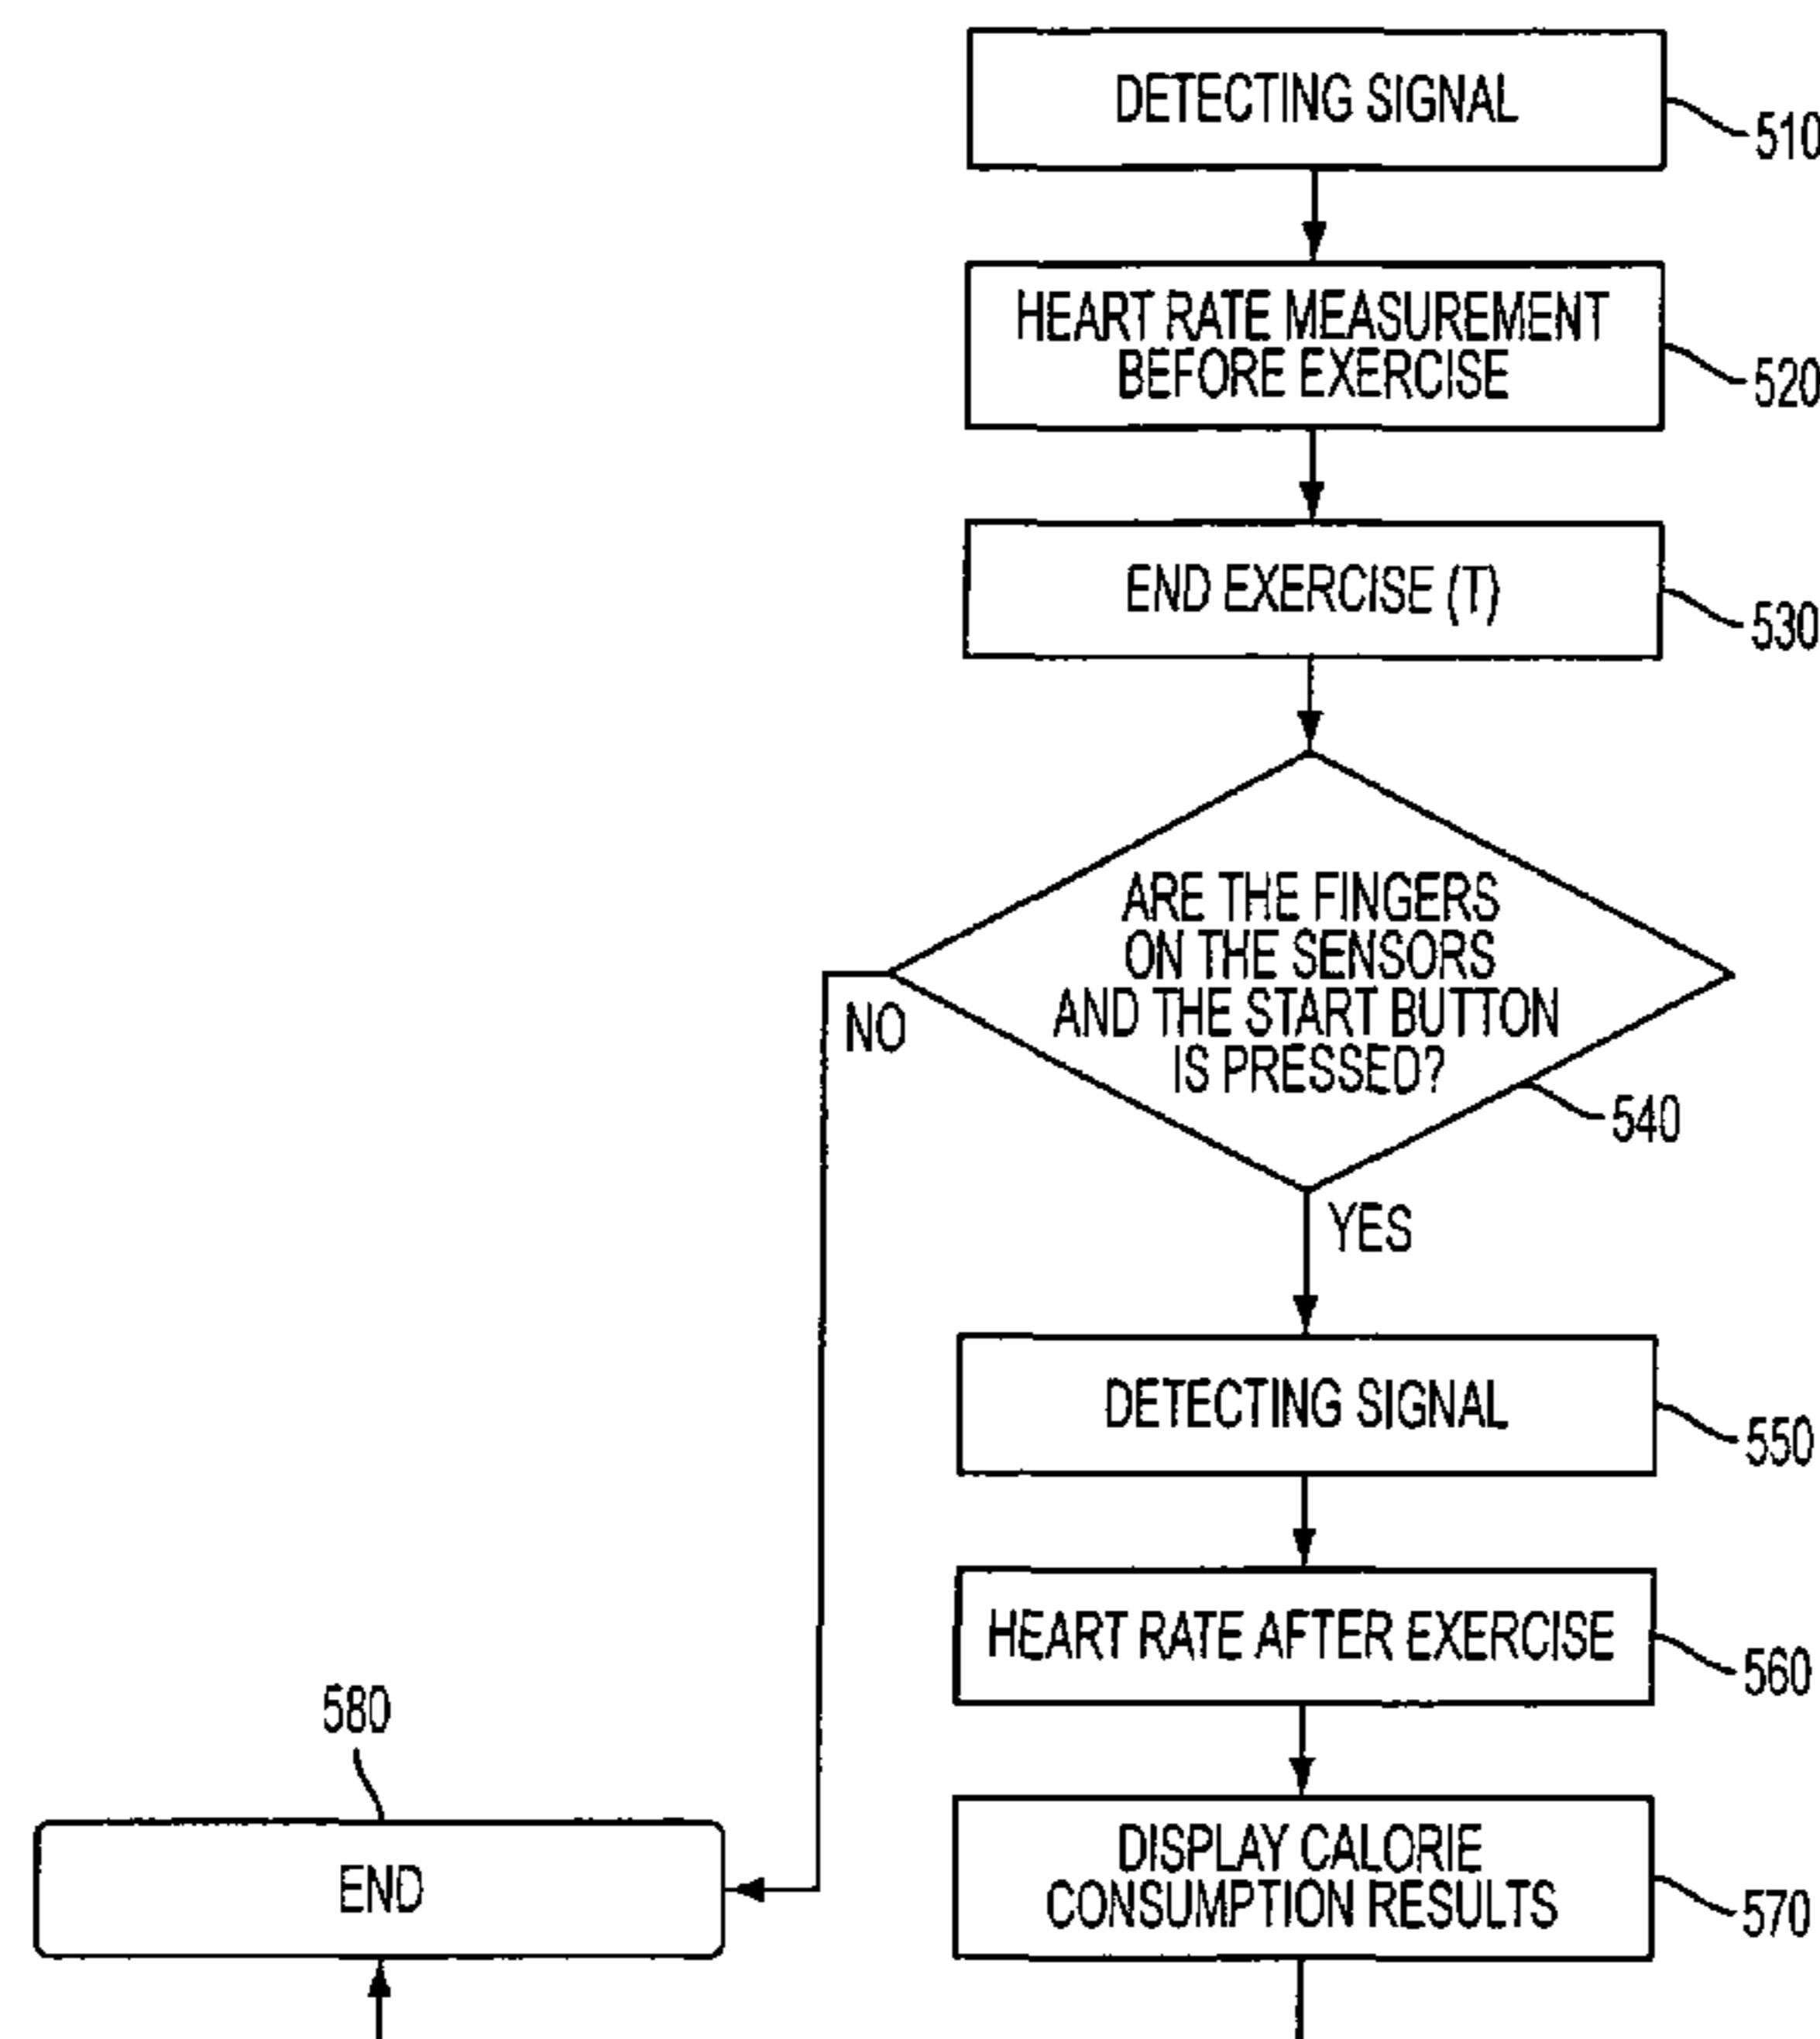 DETECTING SIGNAL
510
HEART RATE MEASUREMENT
BEFORE EXERCISE
520
END EXERCISE (T)
530
ARE THE FINGERS
ON THE SENSORS
AND THE START BUTTON
IS PRESSED?
540
NO
YES
DETECTING SIGNAL
550
HEART RATE AFTER EXERCISE
560
580
END
DISPLAY CALORIE
CONSUMPTION RESULTS
570